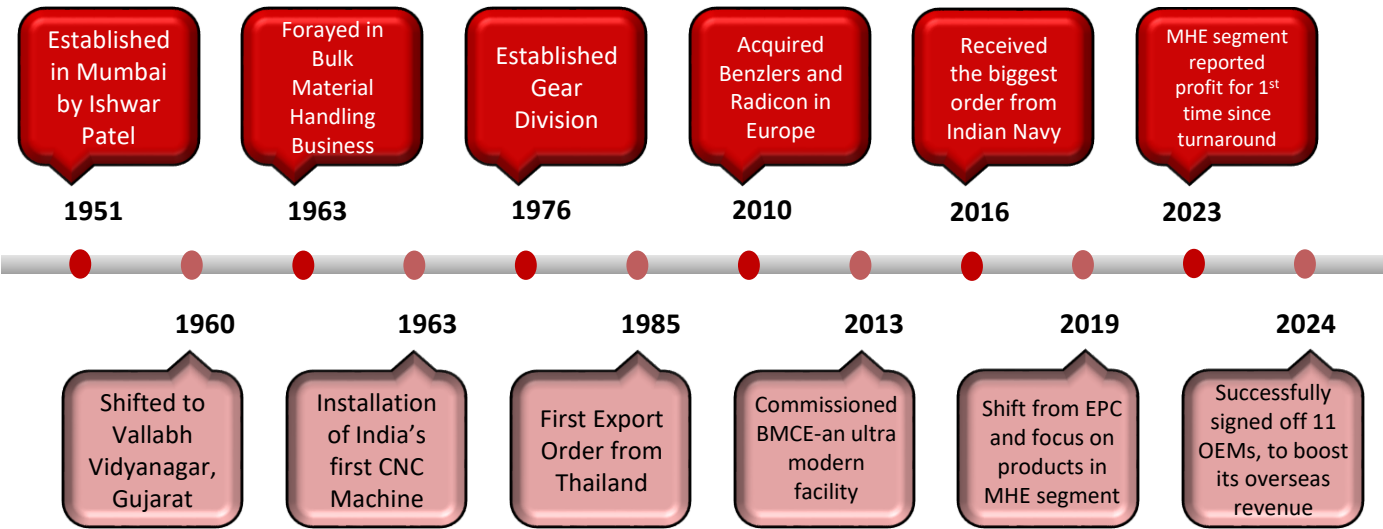 Established
in Mumbai
by Ishwar
Patel
Forayed in
Bulk
Material
Handling
Business
Established
Gear
Division
Acquired
Benzlers and
Radicon in
Europe
Received
the biggest
order from
Indian Navy
MHE segment
reported
profit for 1st
time since
turnaround
1951
1963
1976
2010
2016
2023
1960
1963
1985
2013
2019
2024
Shifted to
Vallabh
Vidyanagar,
Gujarat
Installation
of India’s
first CNC
Machine
First Export
Order from
Thailand
Commissioned
BMCE-an ultra
modern
facility
Shift from EPC
and focus on
products in
MHE segment
Successfully
signed off 11
OEMs, to boost
its overseas
revenue